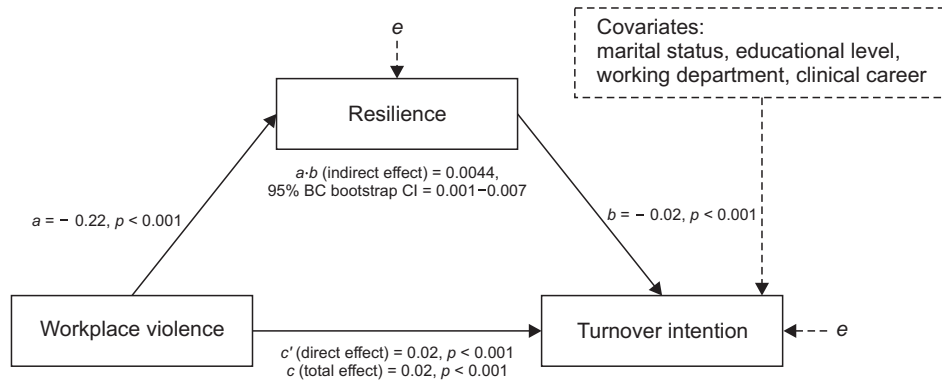 e
Covariates:
marital status, educational level,
working department, clinical career
Resilience
a·b (indirect effect) = 0.0044,
95% BC bootstrap CI = 0.001−0.007
a = − 0.22, p < 0.001
b = − 0.02, p < 0.001
Workplace violence
Turnover intention
e
c' (direct effect) = 0.02, p < 0.001
c (total effect) = 0.02, p < 0.001